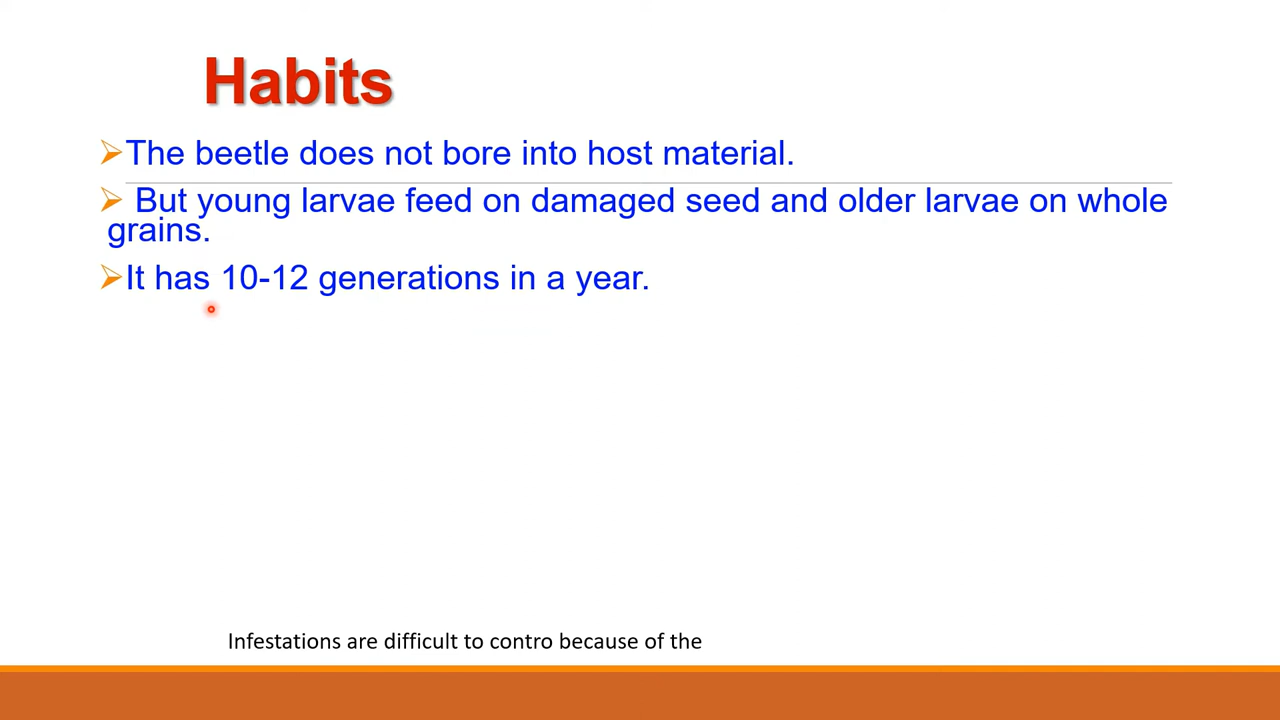 Habits
➢The beetle does not bore into host material.
➢ But young larvae feed on damaged seed and older larvae on whole
grains.
➢It has 10-12 generations in a year.
Infestations are difficult to contro because of the